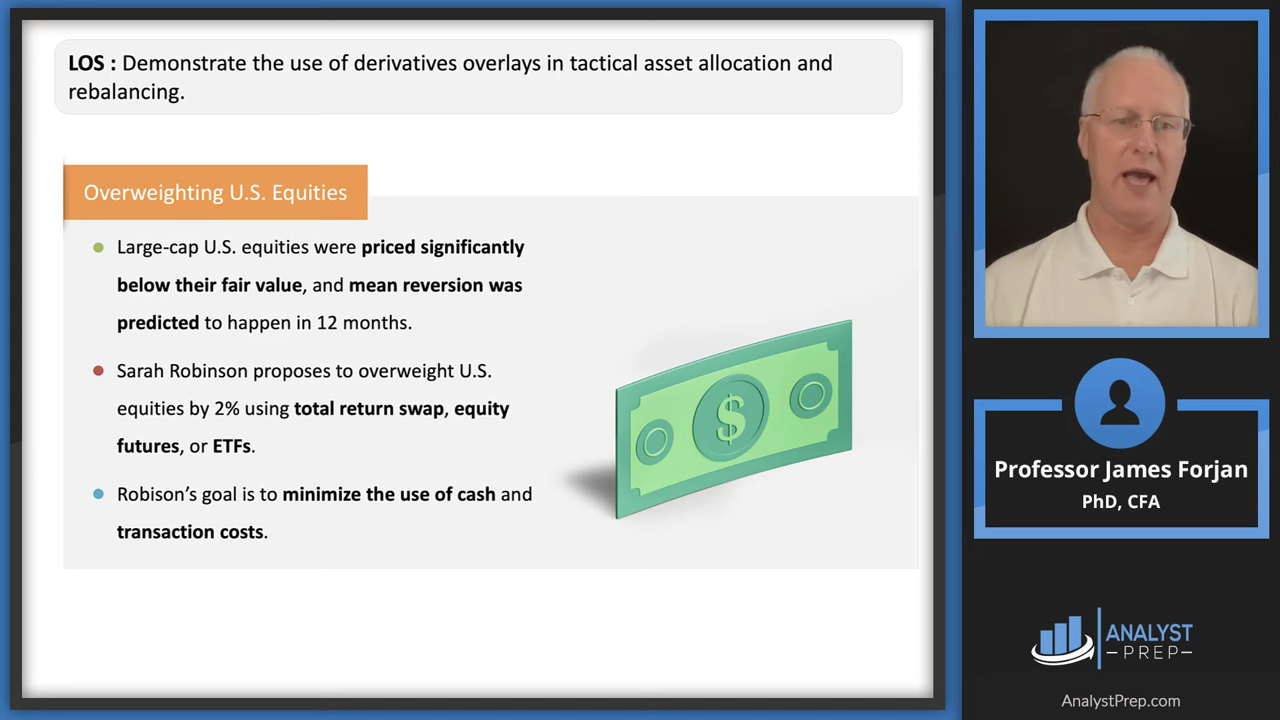 LOS : Demonstrate the use of derivatives overlays in tactical asset allocation and
rebalancing.
Overweighting U.S. Equities
Large-cap U.S. equities were priced significantly
below their fair value, and mean reversion was
predicted to happen in 12 months.
Sarah Robinson proposes to overweight U.S.
equities by 2% using total return swap, equity
futures, or ETFs.
Robison's goal is to minimize the use of cash and
transaction costs.
$
Professor James Forjan
PhD, CFA
ANALYST
–PREP–
AnalystPrep.com